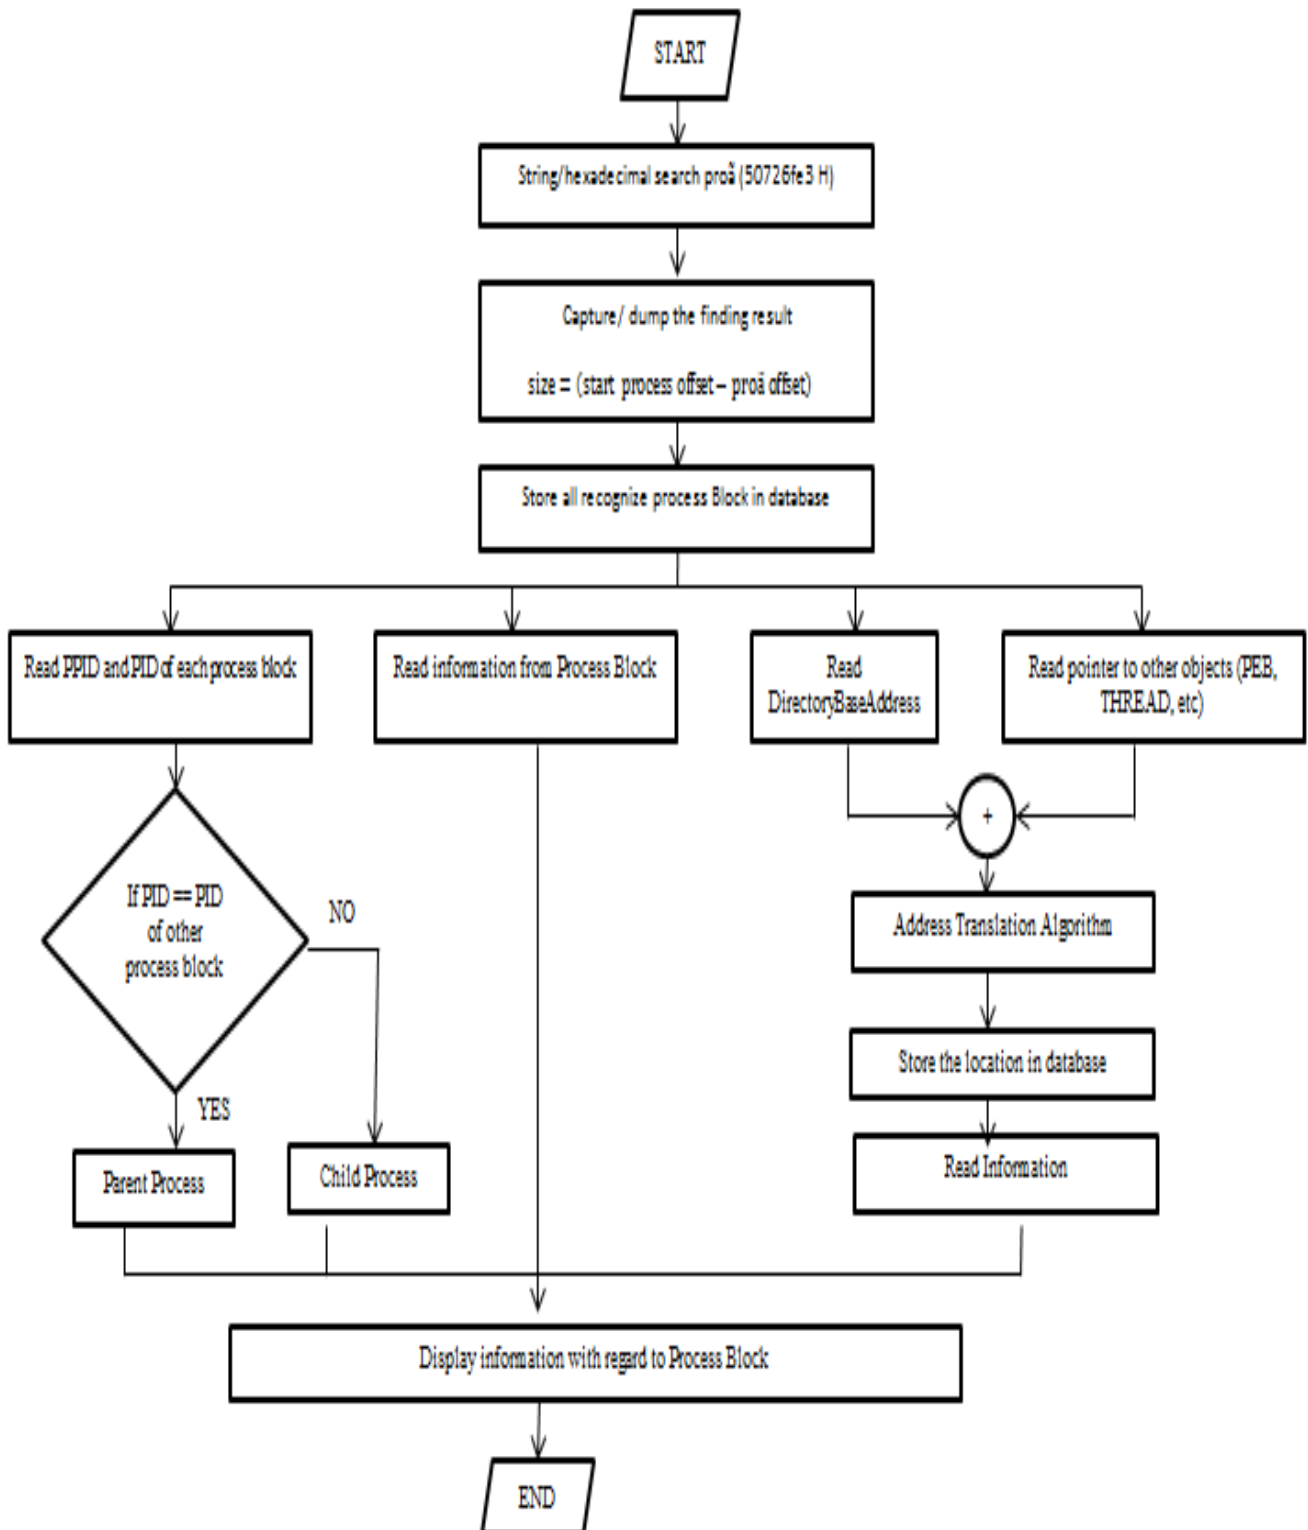 START
String/hexadecimal search proã (50726fe3 H)
Capture/ dump the finding result
size = (start process offset – proã offset)
Store all recognize process Block in database
Read PPID and PID of each process block
Read information from Process Block
Read
DirectoryBaseAddress
Read pointer to other objects (PEB,
THREAD, etc)
+
If PID == PID
of other
process block
NO
YES
Address Translation Algorithm
Store the location in database
Read Information
Parent Process
Child Process
Display information with regard to Process Block
END